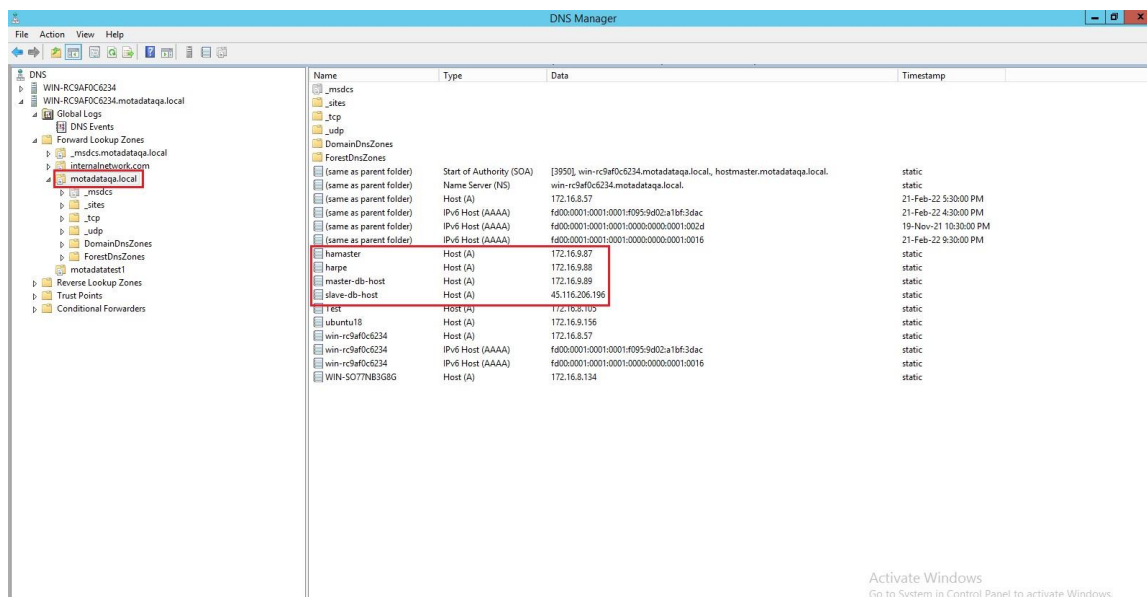 DNS Manager
File Action View Help
DNS
WIN-RC9AF0C6234
WIN-RC9AF0C6234.motadataqa.local
Global Logs
DNS Events
Forward Lookup Zones
_msdcs.motadataqa.local
internalnetwork.com
motadataqa.local
_msdcs
_sites
_tcp
_udp
DomainDnsZones
ForestDnsZones
motadatatest1
Reverse Lookup Zones
Trust Points
Conditional Forwarders
Name Type Data Timestamp
_msdcs
_sites
_tcp
_udp
DomainDnsZones
ForestDnsZones
(same as parent folder) Start of Authority (SOA) [3950], win-rc9af0c6234.motadataqa.local., hostmaster.motadataqa.local. static
(same as parent folder) Name Server (NS) win-rc9af0c6234.motadataqa.local. static
(same as parent folder) Host (A) 172.16.8.57 21-Feb-22 5:30:00 PM
(same as parent folder) IPv6 Host (AAAA) fd00:0001:0001:0001:f095:9d02:a1bf:3dac 21-Feb-22 4:30:00 PM
(same as parent folder) IPv6 Host (AAAA) fd00:0001:0001:0001:0000:0000:0001:002d 19-Nov-21 10:30:00 PM
(same as parent folder) IPv6 Host (AAAA) fd00:0001:0001:0001:0000:0000:0001:0016 21-Feb-22 9:30:00 PM
hamaster Host (A) 172.16.9.87 static
harpe Host (A) 172.16.9.88 static
master-db-host Host (A) 172.16.9.89 static
slave-db-host Host (A) 45.116.206.196 static
Test Host (A) 172.16.8.105 static
ubuntu18 Host (A) 172.16.9.156 static
win-rc9af0c6234 Host (A) 172.16.8.57 static
win-rc9af0c6234 IPv6 Host (AAAA) fd00:0001:0001:0001:f095:9d02:a1bf:3dac static
win-rc9af0c6234 IPv6 Host (AAAA) fd00:0001:0001:0001:0000:0000:0001:0016 static
WIN-SO77NB3G8G Host (A) 172.16.8.134 static
Activate Windows
Go to System in Control Panel to activate Windows.